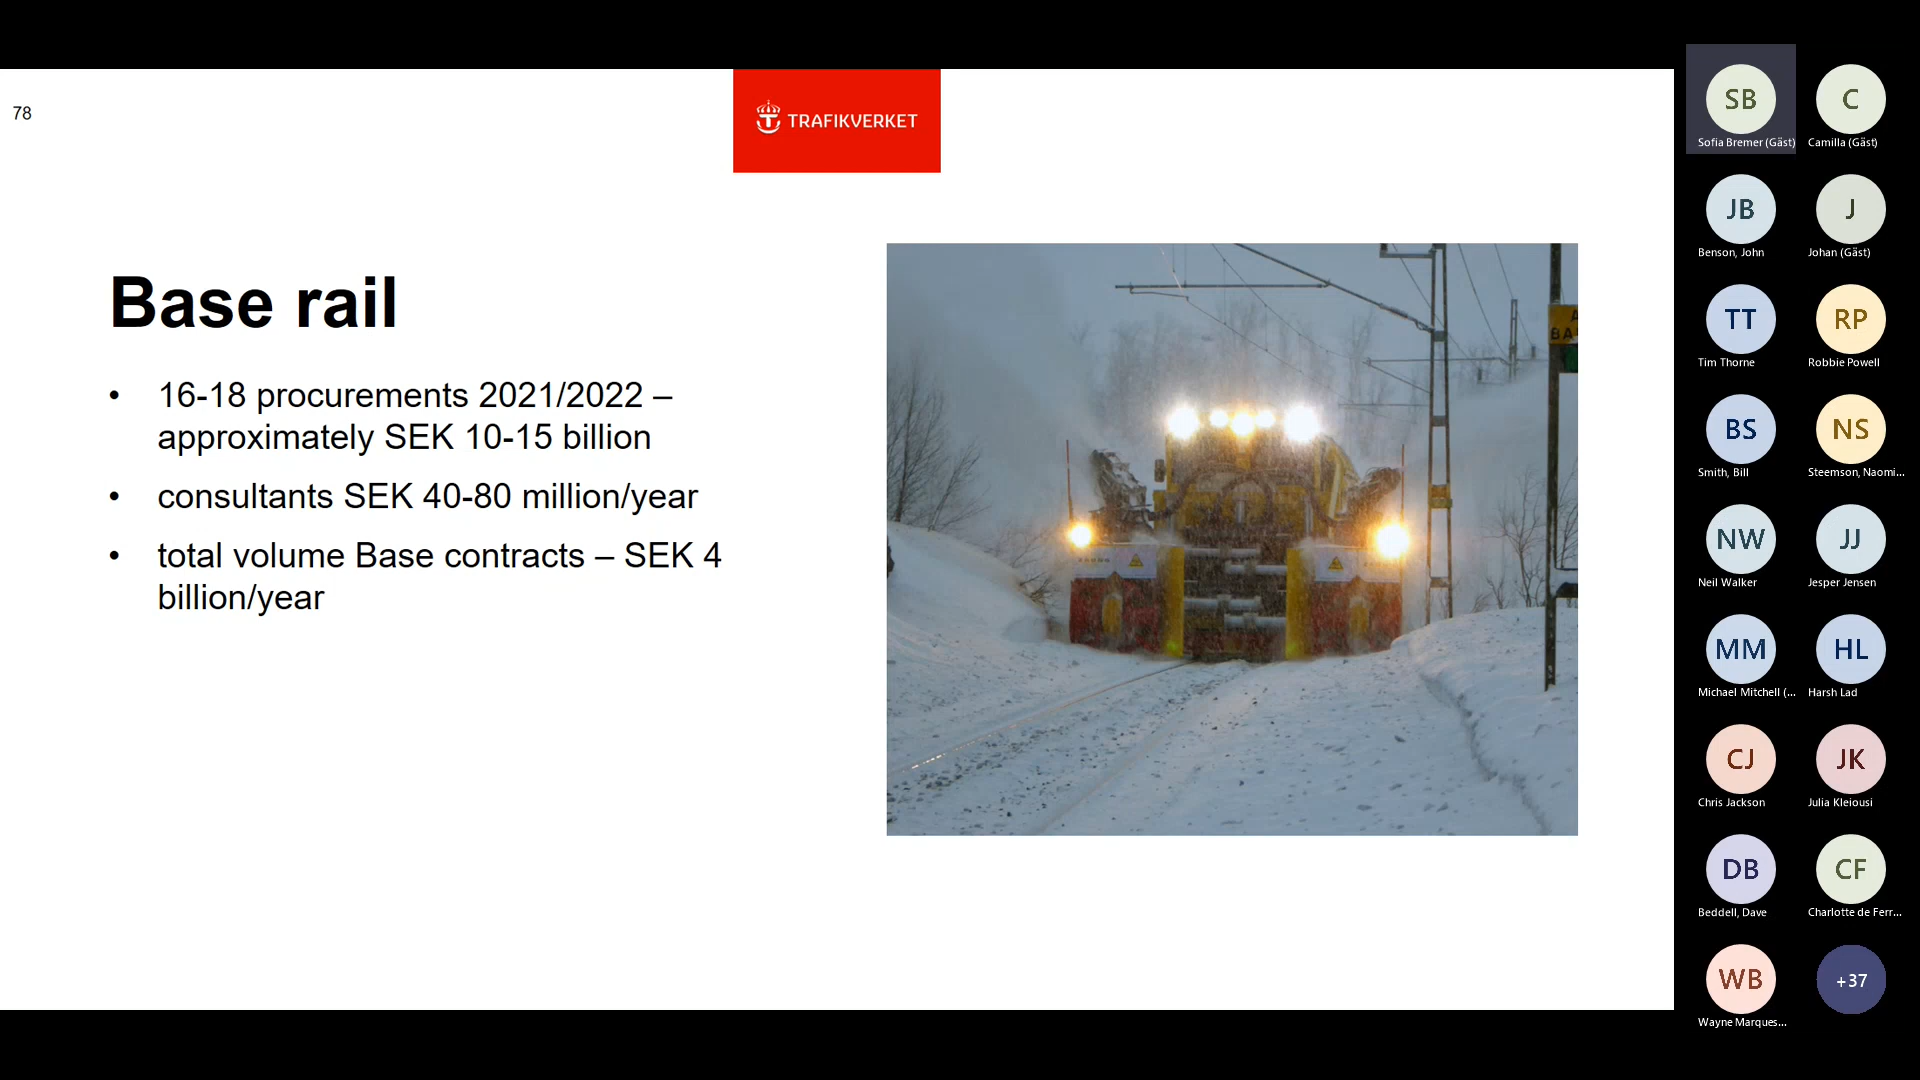 78
TRAFIKVERKET
Base rail
• 16-18 procurements 2021/2022 –
approximately SEK 10-15 billion
• consultants SEK 40-80 million/year
• total volume Base contracts – SEK 4
billion/year
SB
Sofia Bremer (Gäst)
C
Camilla (Gäst)
JB
Benson, John
J
Johan (Gäst)
TT
Tim Thorne
RP
Robbie Powell
BS
Smith, Bill
NS
Steemson, Naomi...
NW
Neil Walker
JJ
Jesper Jensen
MM
Michael Mitchell (...
HL
Harsh Lad
CJ
Chris Jackson
JK
Julia Kleiousi
DB
Beddell, Dave
CF
Charlotte de Ferr...
WB
Wayne Marques...
+37